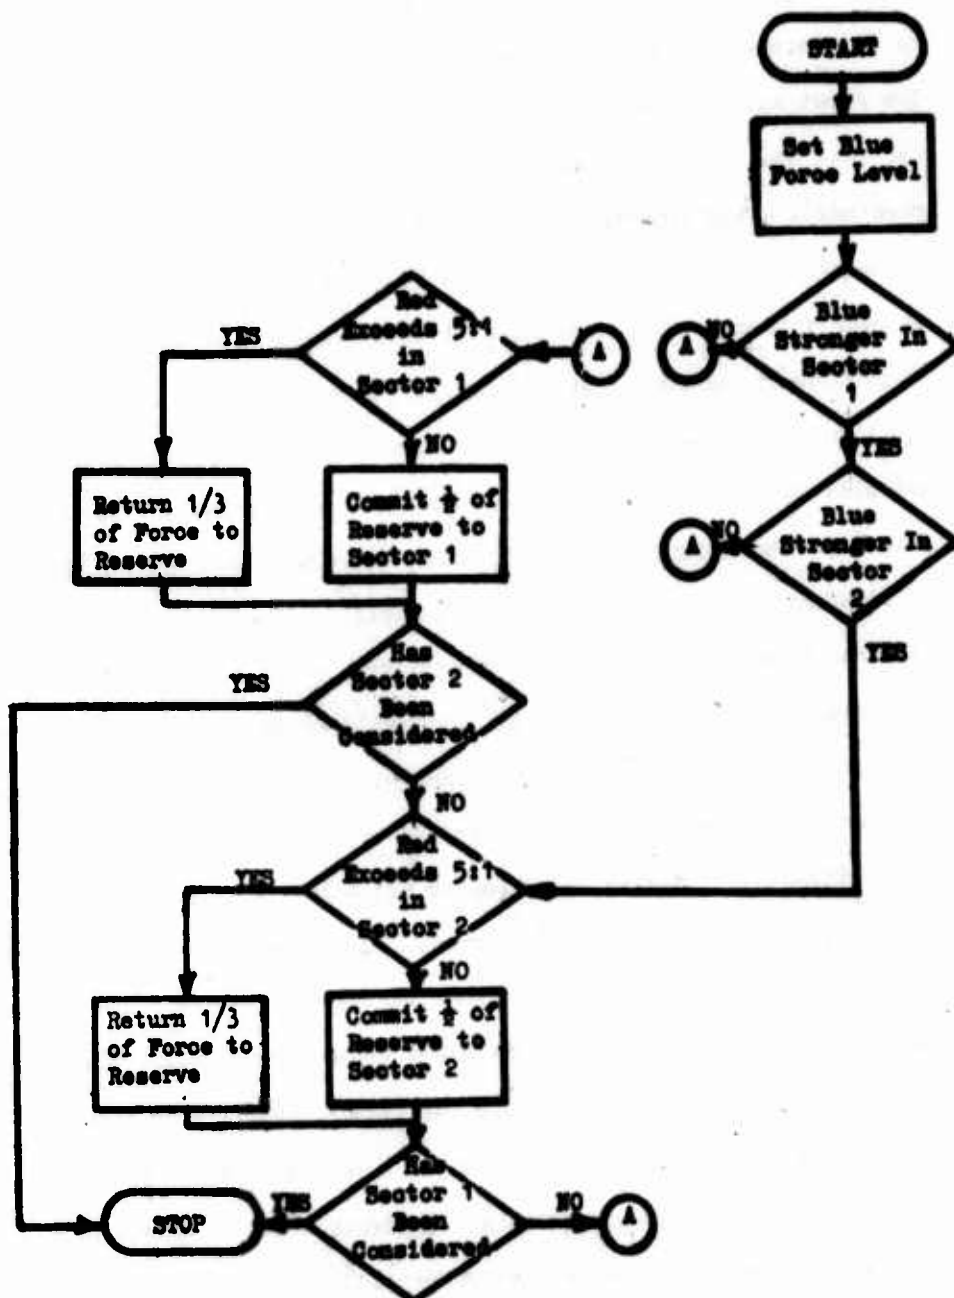 START
Set Blue
Force Level
Blue
Stronger In
Sector
1
NO
A
YES
Blue
Stronger In
Sector
2
NO
A
YES
A
Red
Exceeds 5:1
in
Sector 1
YES
NO
Return 1/3
of Force to
Reserve
Commit ½ of
Reserve to
Sector 1
Has
Sector 2
Been
Considered
YES
NO
Red
Exceeds 5:1
in
Sector 2
YES
NO
Return 1/3
of Force to
Reserve
Commit ½ of
Reserve to
Sector 2
Has
Sector 1
Been
Considered
YES
STOP
NO
A